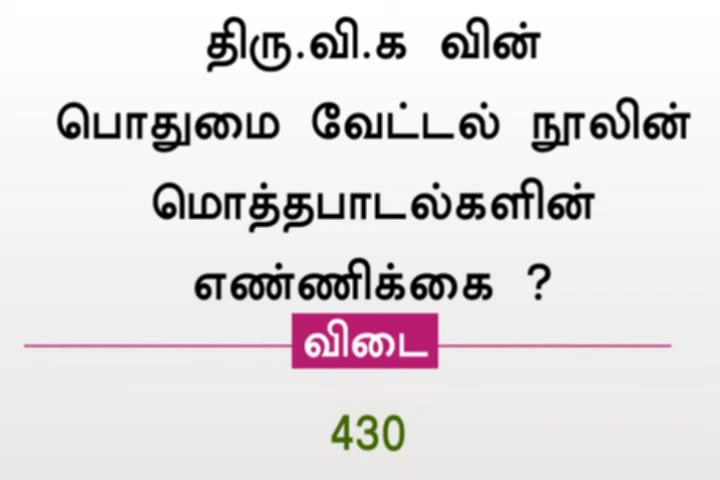 திரு.வி.க வின்
பொதுமை வேட்டல் நூலின்
மொத்தபாடல்களின்
எண்ணிக்கை ?
விடை
430